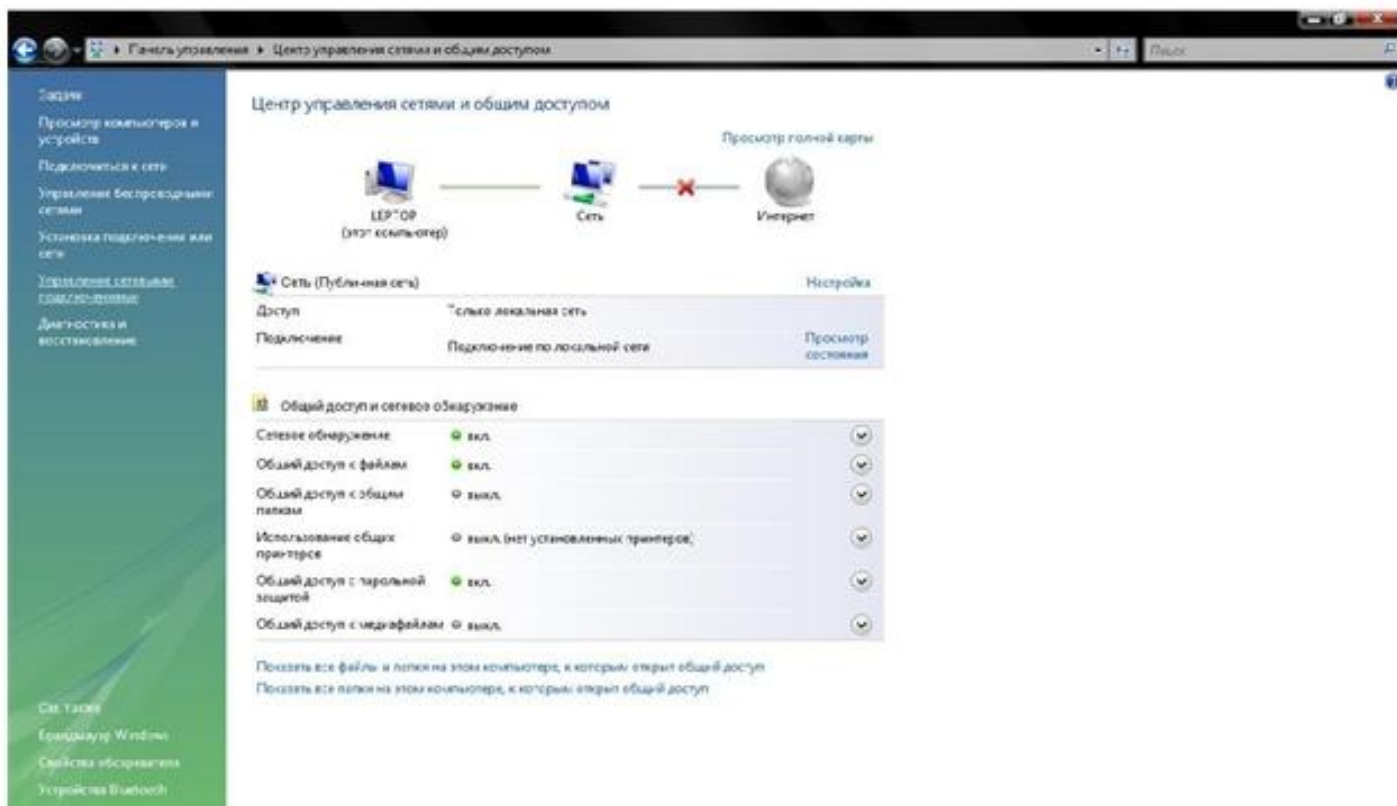 Панель управления ▸ Центр управления сетями и общим доступом
Поиск
Задачи
Просмотр компьютеров и
устройств
Подключиться к сети
Управление беспроводными
сетями
Установка подключения или
сети
Управление сетевыми
подключениями
Диагностика и
восстановление
Центр управления сетями и общим доступом
Просмотр полной карты
LEPTOP
(этот компьютер)
Сеть
Интернет
Сеть (Публичная сеть)
Настройка
Доступ
Только локальная сеть
Подключение
Подключение по локальной сети
Просмотр
состояния
Общий доступ и сетевое обнаружение
Сетевое обнаружение
вкл.
Общий доступ к файлам
вкл.
Общий доступ к общим
папкам
выкл.
Использование общих
принтеров
выкл. (нет установленных принтеров)
Общий доступ с парольной
защитой
вкл.
Общий доступ к медиафайлам
выкл.
Показать все файлы и папки на этом компьютере, к которым открыт общий доступ
Показать все папки на этом компьютере, к которым открыт общий доступ
См. также
Брандмауэр Windows
Свойства обозревателя
Устройства Bluetooth